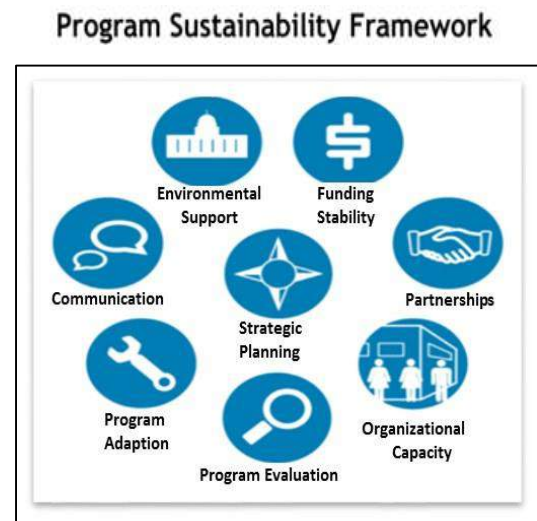 Program Sustainability Framework
Environmental
Support
Funding
Stability
Communication
Partnerships
Strategic
Planning
Program
Adaption
Organizational
Capacity
Program Evaluation